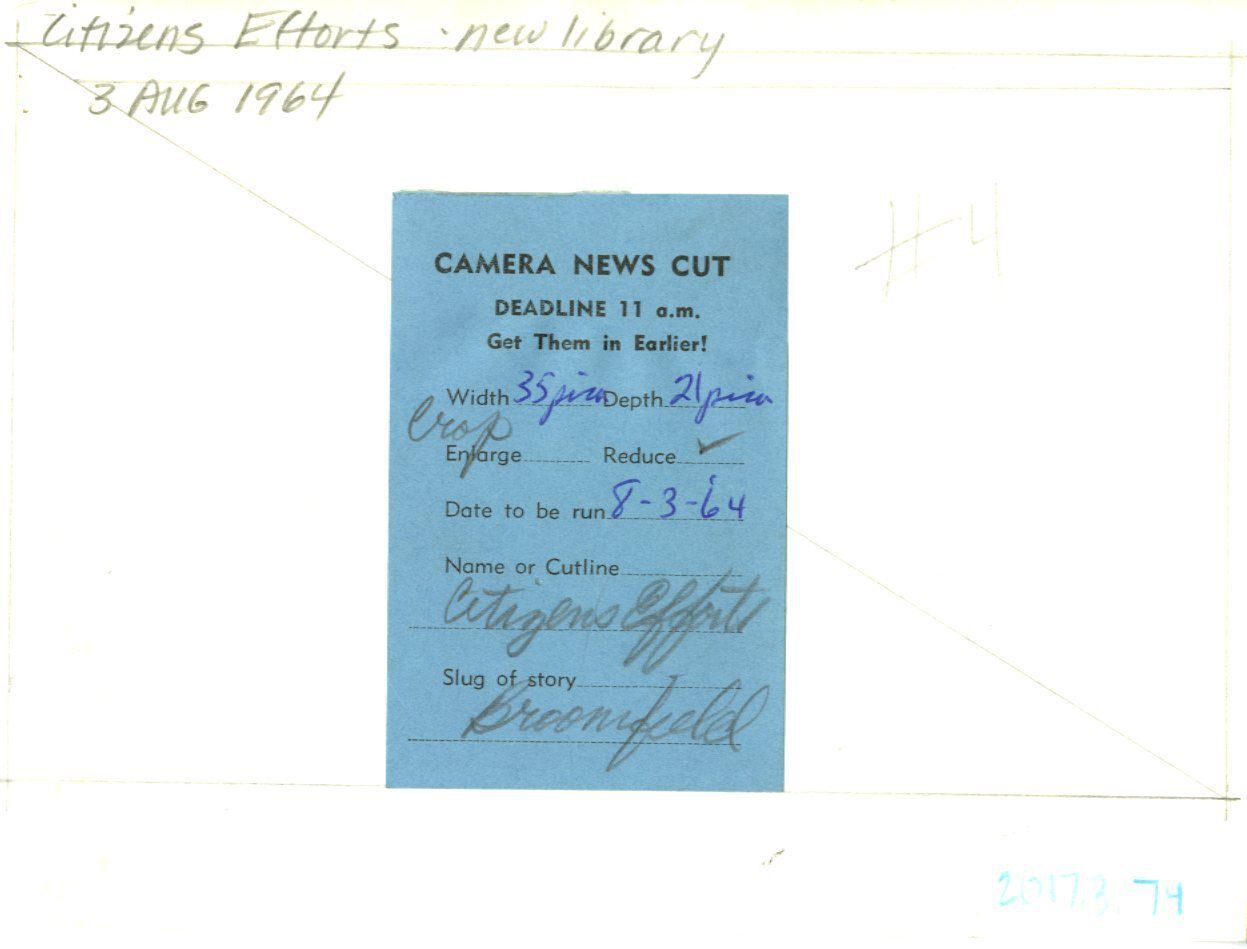 Citizens Efforts - new library
3 AUG 1964
#4
CAMERA NEWS CUT
DEADLINE 11 a.m.
Get Them in Earlier!
Width 35 pica Depth 21 pica
Crop
Enlarge Reduce ✓
Date to be run 8-3-64
Name or Cutline
Citizens Efforts
Slug of story
Broomfield
2017.3.74